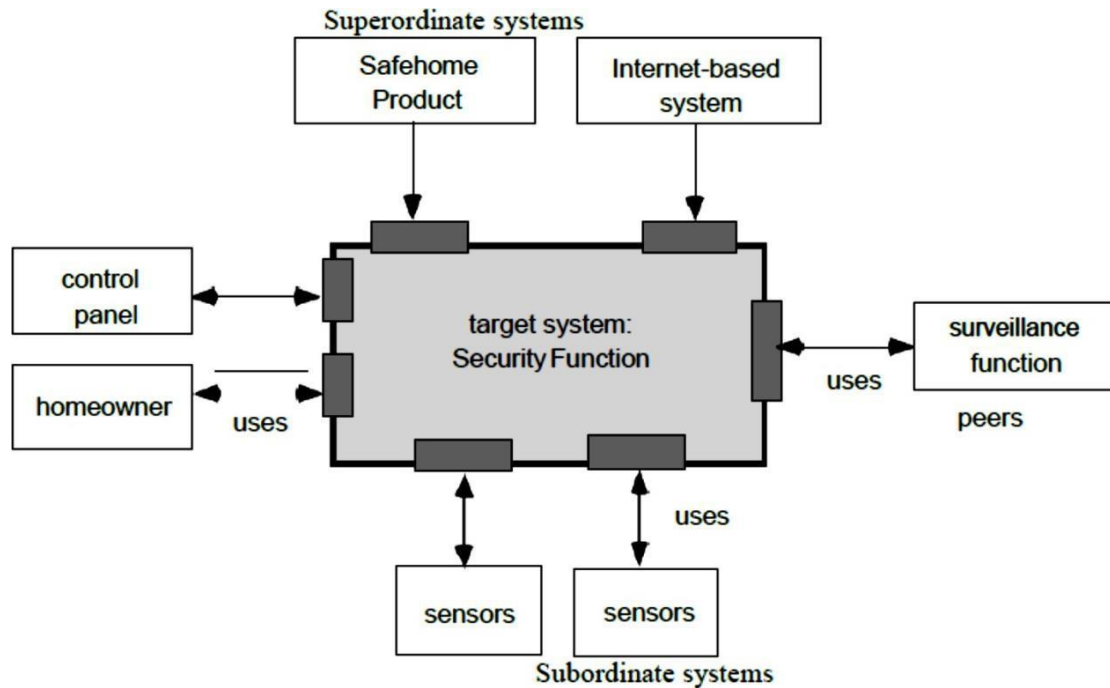 Superordinate systems
Safehome
Product
Internet-based
system
control
panel
target system:
Security Function
surveillance
function
homeowner
uses
uses
peers
uses
sensors
sensors
Subordinate systems